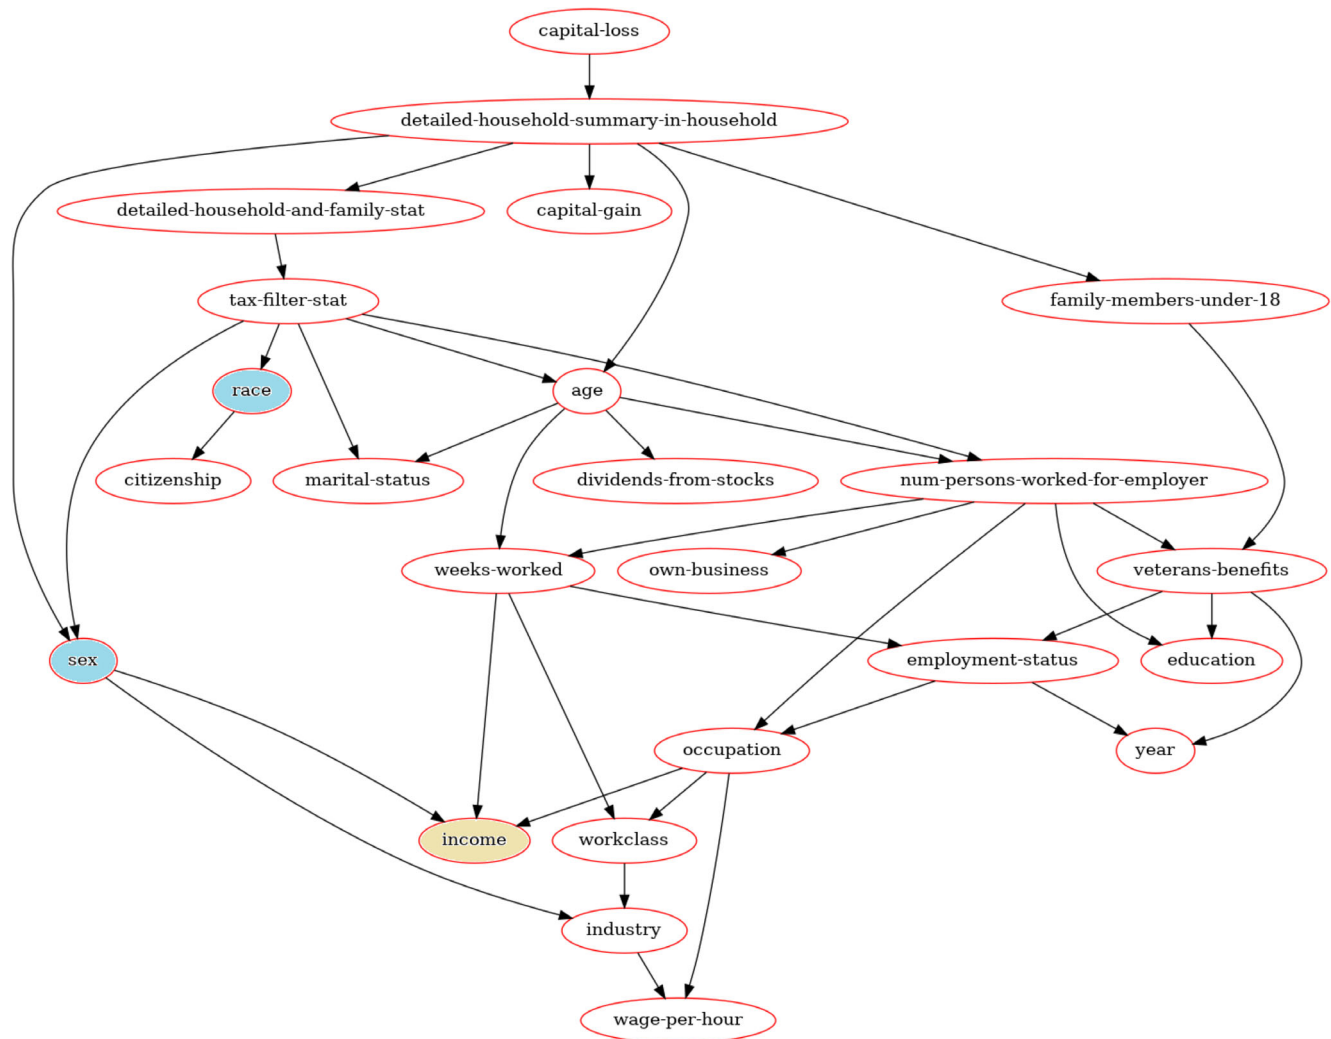 capital-loss
detailed-household-summary-in-household
detailed-household-and-family-stat
capital-gain
tax-filter-stat
family-members-under-18
race
age
citizenship
marital-status
dividends-from-stocks
num-persons-worked-for-employer
weeks-worked
own-business
veterans-benefits
sex
employment-status
education
occupation
year
income
workclass
industry
wage-per-hour